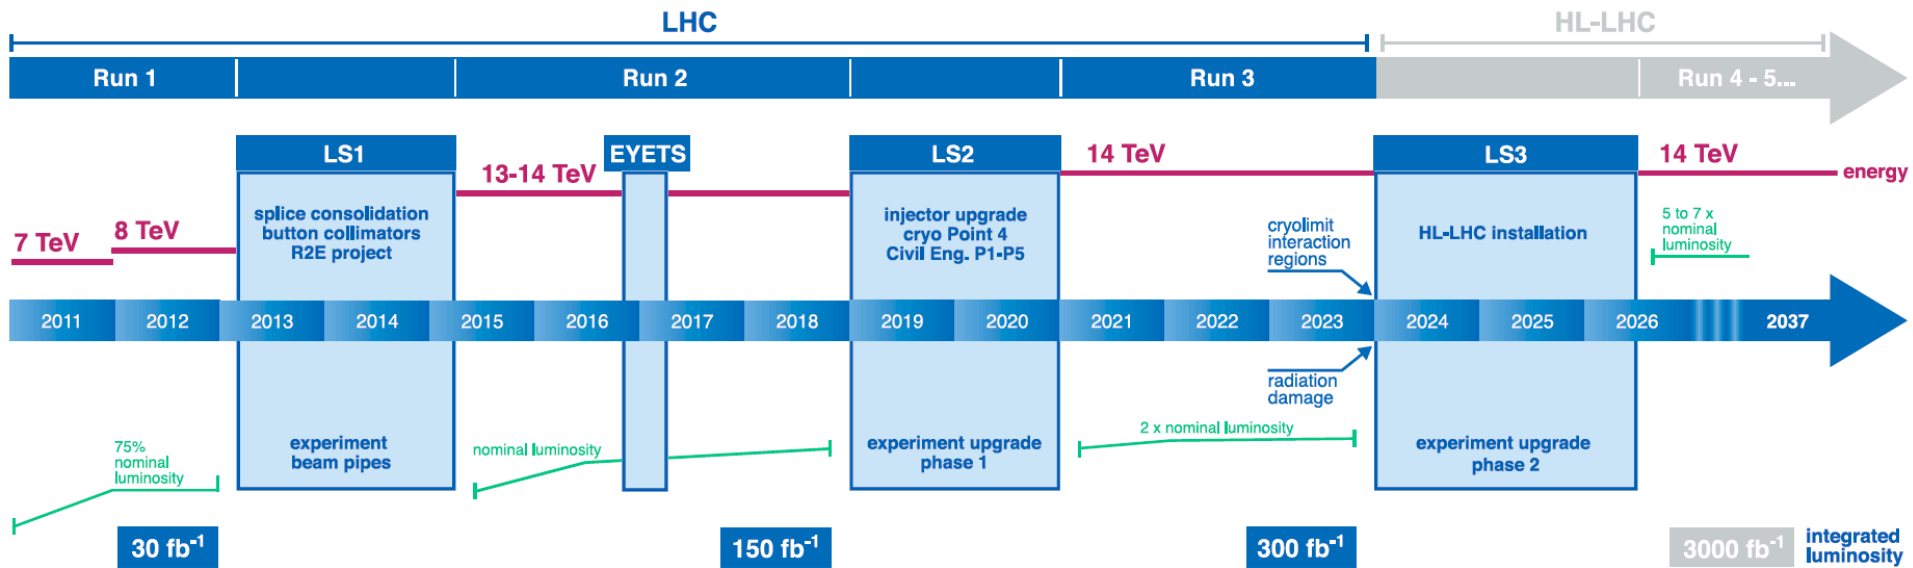 LHC
HL-LHC
Run 1
Run 2
Run 3
Run 4 - 5...
LS1
EYETS
LS2
LS3
13-14 TeV
14 TeV
14 TeV
energy
7 TeV
8 TeV
splice consolidation
button collimators
R2E project
injector upgrade
cryo Point 4
Civil Eng. P1-P5
cryolimit
interaction
regions
HL-LHC installation
5 to 7 x
nominal
luminosity
2011
2012
2013
2014
2015
2016
2017
2018
2019
2020
2021
2022
2023
2024
2025
2026
2037
radiation
damage
75%
nominal
luminosity
experiment
beam pipes
nominal luminosity
experiment upgrade
phase 1
2 x nominal luminosity
experiment upgrade
phase 2
30 fb⁻¹
150 fb⁻¹
300 fb⁻¹
3000 fb⁻¹
integrated
luminosity